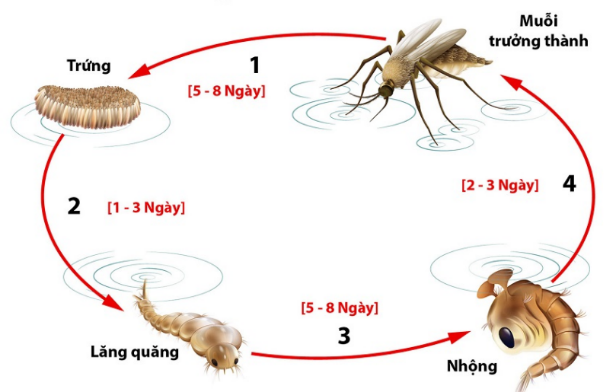 Muỗi
trưởng thành
1
[5 - 8 Ngày]
Trứng
2
[1 - 3 Ngày]
Lăng quăng
[5 - 8 Ngày]
3
Nhộng
[2 - 3 Ngày]
4